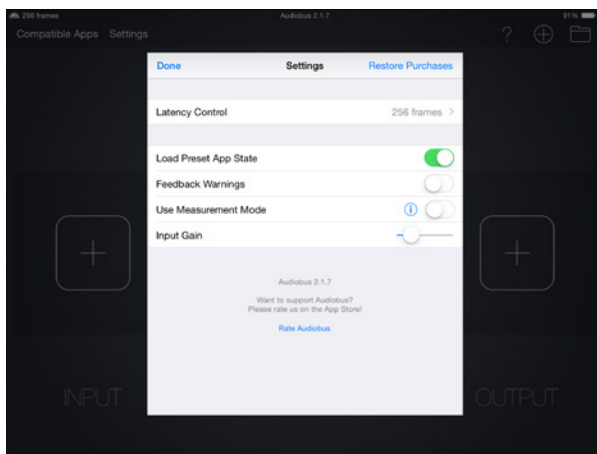 256 frames
Audiobus 2.1.7
91%
Compatible Apps Settings
?
Done
Settings
Restore Purchases
Latency Control
256 frames >
Load Preset App State
Feedback Warnings
Use Measurement Mode
i
Input Gain
Audiobus 2.1.7
Want to support Audiobus?
Please rate us on the App Store!
Rate Audiobus
INPUT
OUTPUT